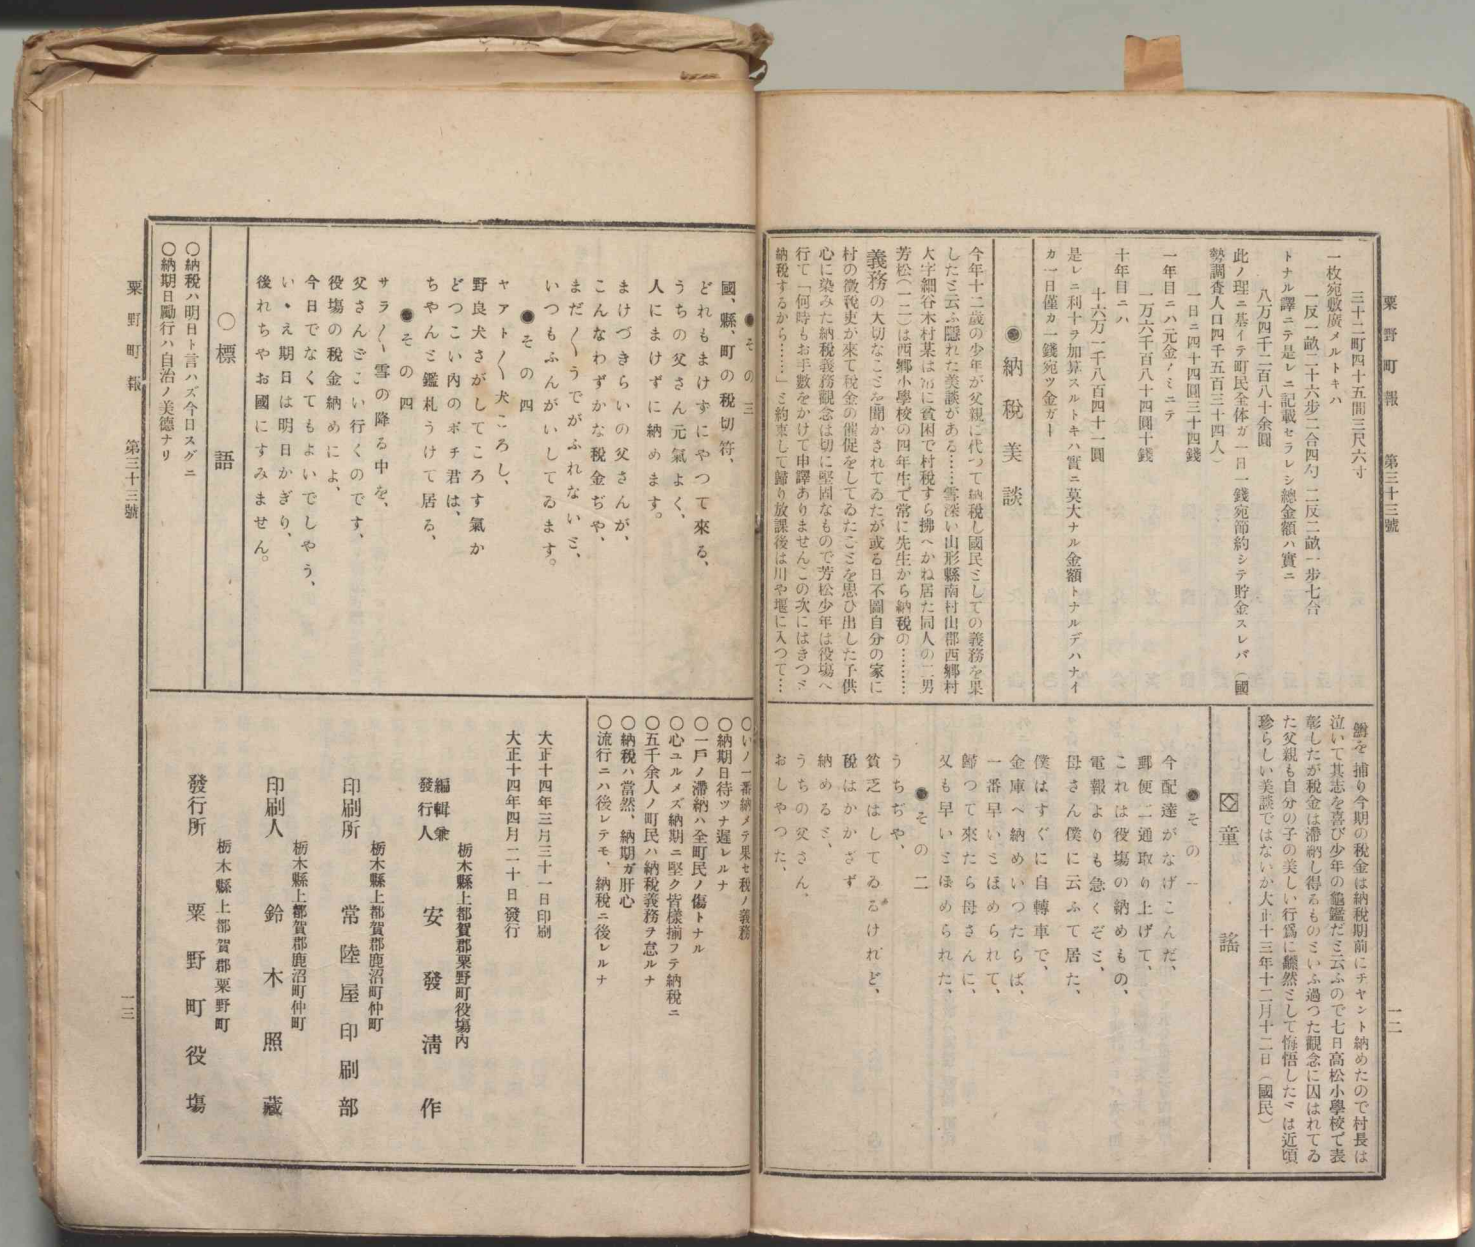 粟野町報 第三十三號
三十二町四十五間三尺六寸
一枚宛敷廣メルトキハ
一反一畝二十六歩二合四勺 二反二畝一歩七合
トナル譯ニテ是レニ記載セラレシ總金額ハ實ニ
八万四千二百八十余圓
此ノ理ニ基イテ町民全体ガ一日一錢宛節約シテ貯金スレバ(國
勢調査人口四千五百三十四人)
一日ニ四十四圓三十四錢
一年目ニハ元金ノミニテ
一万六千百八十四圓十錢
十年目ニハ
十六万一千八百四十一圓
是レニ利十ヲ加算スルトキハ實ニ莫大ナル金額トナルデハナイ
カ一日僅カ一錢宛ツ金ガ
●納税美談
今年十二歳の少年が父親に代つて納税し國民としての義務を果
したと云ふ隱れた美談がある……雪深い山形縣南村山郡西郷村
大字細谷木村某は常に貧困で村税すら拂へかね居た同人の二男
芳松(一二)は西郷小學校の四年生で常に先生から納税の………
義務の大切なことを聞かされてゐたが或る日不圖自分の家に
村の徴税吏が來て税金の催促をしてゐたことを思ひ出した子供
心に染みた納税義務觀念は切に堅固なもので芳松少年は役場へ
行て「何時もお手數をかけて申譯ありませんこの次にはきつと
納税するから……」と約束して歸り放課後は川や堰に入つて…
鰌を捕り今期の税金は納税期前にチヤント納めたので村長は
泣いて其志を喜び少年の龜鑑だと云ふので七日高松小學校で表
彰したが税金は滯納し得るものといふ過つた觀念に囚はれてゐ
た父親も自分の子の美しい行爲に飜然として悔悟したとは近頃
珍らしい美談ではないか大正十三年十二月十二日(國民)
童謠
●その一
今配達がなげこんだ、
郵便二通取り上げて、
これは役場の納めもの、
電報よりも急くぞと、
母さん僕に云ふて居た、
僕はすぐに自轉車で、
金庫へ納めいつたらば、
一番早いとほめられて、
歸つて來たら母さんに、
又も早いとほめられた、
●その二
うちぢや、
貧乏はしてゐるけれど、
税はかかざず
納めると、
うちの父さん、
おしやつた、
一二
●その三
國、縣、町の税切符、
どれもまけすにやつて來る、
うちの父さん元氣よく、
人にまけずに納めます。
まけづきらいの父さんが、
こんなわずかな税金ぢや、
まだ〱うでがふれないと、
いつもふんがいしてゐます。
●その四
ヤアト〱犬ころし、
野良犬さがしてころす氣か
どつこい内のポチ君は、
ちやんと鑑札うけて居る、
●その四
サラ〱雪の降る中を、
父さんどこい行くのです、
役場の税金納めによ、
今日でなくてもよいでしやう、
いゝえ期日は明日かぎり、
後れちやお國にすみません。
〇標語
〇納税ハ明日ト言ハズ今日スグニ
〇納期日勵行ハ自治ノ美德ナリ
〇いノ一番納メテ果セ税ノ義務
〇納期日待ツナ遲レルナ
〇一戸ノ滯納ハ全町民ノ傷トナル
〇心ユルメズ納期ニ堅ク皆樣揃フテ納税ニ
〇五千余人ノ町民ハ納税義務ヲ怠ルナ
〇納税ハ當然、納期ガ肝心
〇流行ニハ後レテモ、納税ニ後レルナ
大正十四年三月三十一日印刷
大正十四年四月二十日發行
栃木縣上都賀郡粟野町役場内
編輯兼發行人 安發清作
栃木縣上都賀郡鹿沼町仲町
印刷所 常陸屋印刷部
栃木縣上都賀郡鹿沼町仲町
印刷人 鈴木照藏
栃木縣上都賀郡粟野町
發行所 粟野町役場
粟野町報 第三十三號
一三